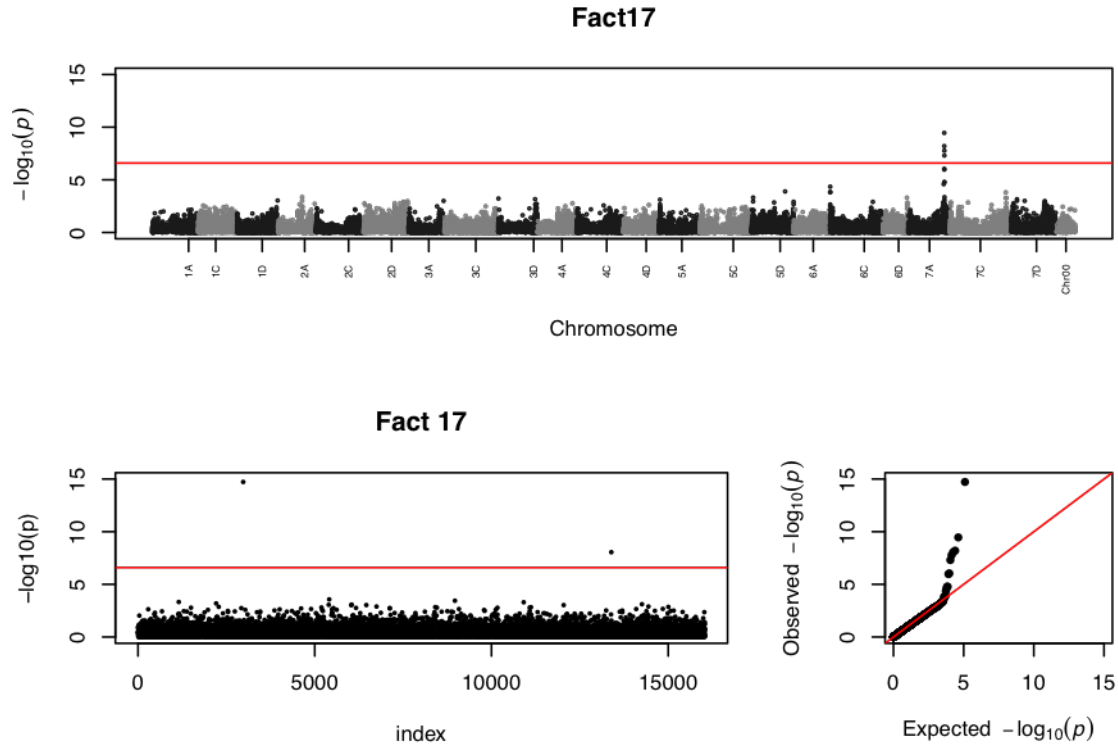 Fact17
−log10(p)
15
10
5
0
1A 1C 1D 2A 2C 2D 3A 3C 3D 4A 4C 4D 5A 5C 5D 6A 6C 6D 7A 7C 7D Chr00
Chromosome
Fact 17
−log10(p)
15
10
5
0
0 5000 10000 15000
index
Observed −log10(p)
15
10
5
0
0 5 10 15
Expected −log10(p)